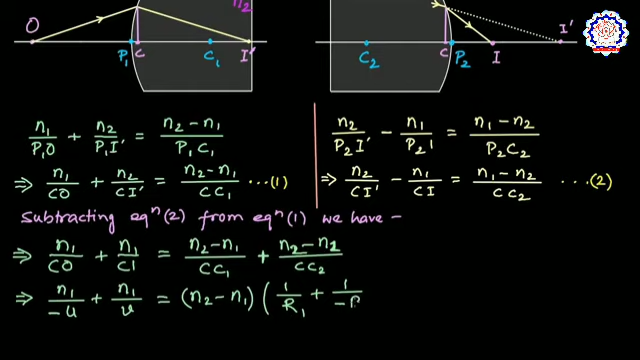 n₂
O P₁ C C₁ I″
C₂ C P₂ I I′
n₁/P₁O + n₂/P₁I′ = (n₂ − n₁)/P₁C₁
⇒ n₁/CO + n₂/CI′ = (n₂ − n₁)/CC₁ ...(1)
n₂/P₂I′ − n₁/P₂I = (n₁ − n₂)/P₂C₂
⇒ n₂/CI′ − n₁/CI = (n₁ − n₂)/CC₂ ...(2)
Subtracting eqⁿ(2) from eqⁿ(1) we have −
⇒ n₁/CO + n₁/CI = (n₂ − n₁)/CC₁ + (n₂ − n₂)/CC₂
⇒ n₁/−u + n₁/v = (n₂ − n₁) (1/R₁ + 1/−